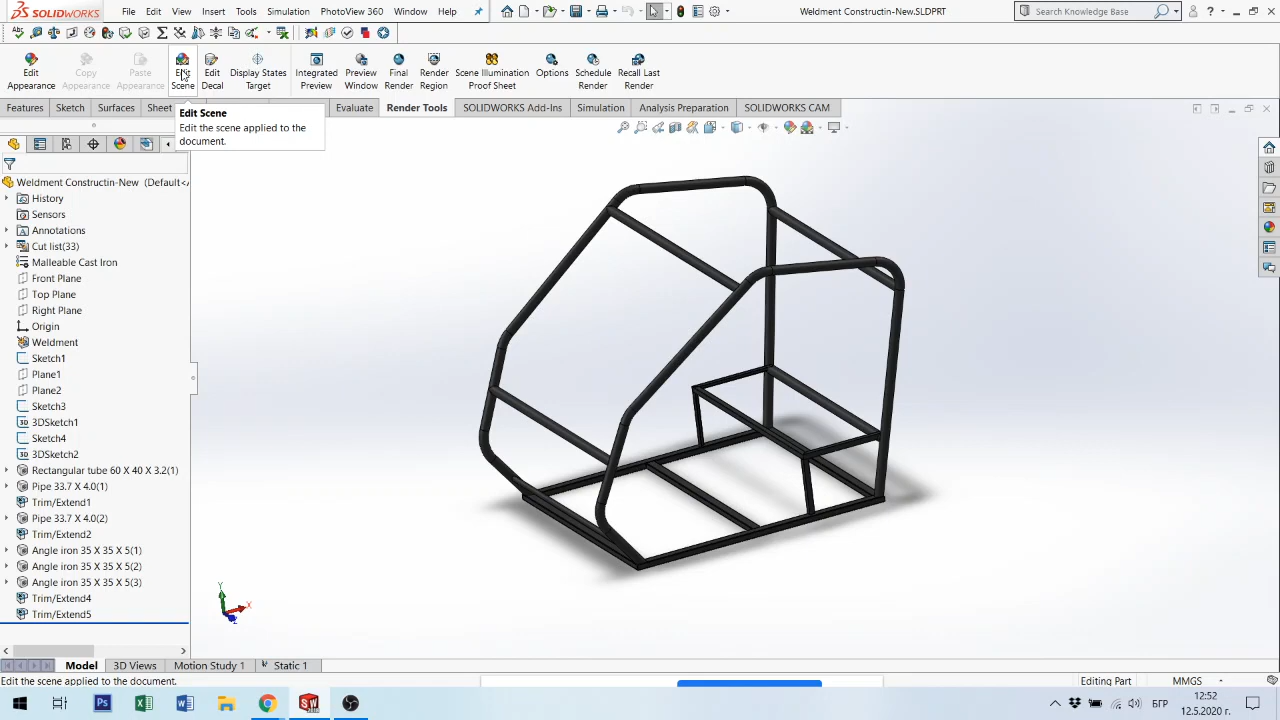 SOLIDWORKS File Edit View Insert Tools Simulation PhotoView 360 Window Help Weldment Constructin-New.SLDPRT Search Knowledge Base
Edit Appearance Copy Appearance Paste Appearance Edit Scene Edit Decal Display States Target Integrated Preview Preview Window Final Render Render Region Scene Illumination Proof Sheet Options Schedule Render Recall Last Render
Features Sketch Surfaces Sheet Evaluate Render Tools SOLIDWORKS Add-Ins Simulation Analysis Preparation SOLIDWORKS CAM
Edit Scene
Edit the scene applied to the
document.
Weldment Constructin-New (Default<
History
Sensors
Annotations
Cut list(33)
Malleable Cast Iron
Front Plane
Top Plane
Right Plane
Origin
Weldment
Sketch1
Plane1
Plane2
Sketch3
3DSketch1
Sketch4
3DSketch2
Rectangular tube 60 X 40 X 3.2(1)
Pipe 33.7 X 4.0(1)
Trim/Extend1
Pipe 33.7 X 4.0(2)
Trim/Extend2
Angle iron 35 X 35 X 5(1)
Angle iron 35 X 35 X 5(2)
Angle iron 35 X 35 X 5(3)
Trim/Extend4
Trim/Extend5
Y X
Model 3D Views Motion Study 1 Static 1
Edit the scene applied to the document. Editing Part MMGS
БГР 12:52
12.5.2020 г.